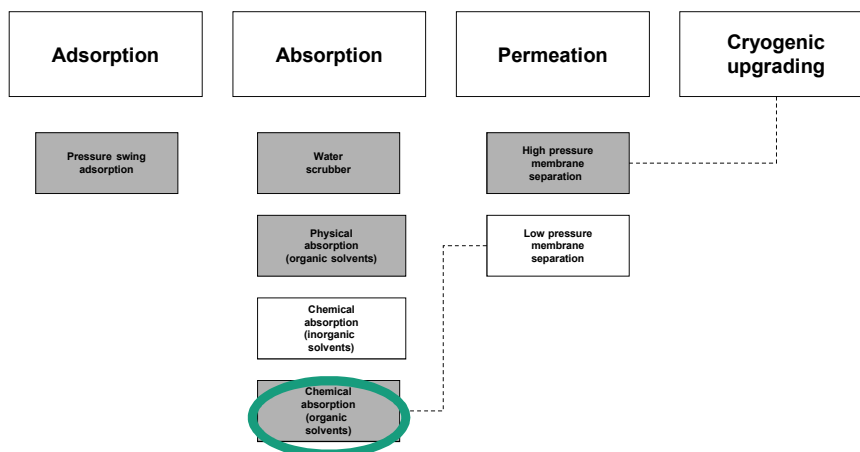 Adsorption
Absorption
Permeation
Cryogenic
upgrading
Pressure swing
adsorption
Water
scrubber
High pressure
membrane
separation
Physical
absorption
(organic solvents)
Low pressure
membrane
separation
Chemical
absorption
(inorganic
solvents)
Chemical
absorption
(organic
solvents)